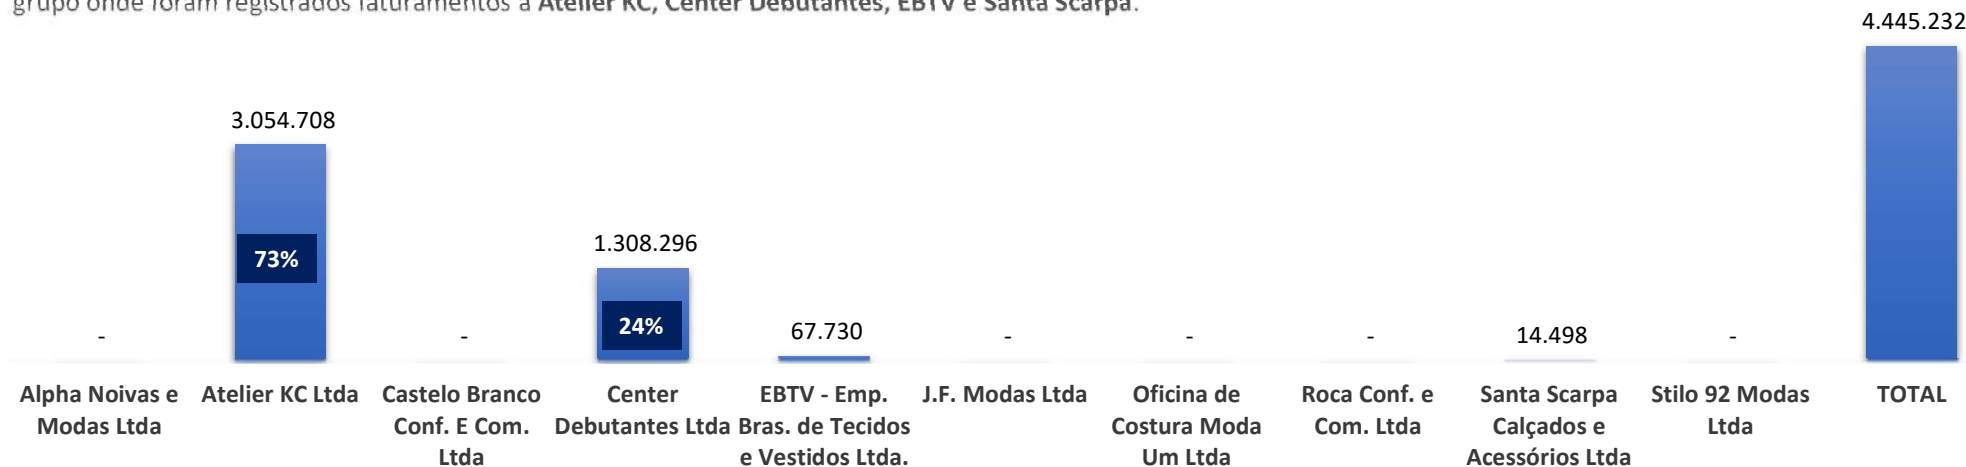 grupo onde foram registrados faturamentos a Atelier KC, Center Debutantes, EBTV e Santa Scarpa.
4.445.232
3.054.708
73%
1.308.296
24%
67.730
14.498
- - - - - -
Alpha Noivas e
Modas Ltda
Atelier KC Ltda
Castelo Branco
Conf. E Com.
Ltda
Center
Debutantes Ltda
EBTV - Emp.
Bras. de Tecidos
e Vestidos Ltda.
J.F. Modas Ltda
Oficina de
Costura Moda
Um Ltda
Roca Conf. e
Com. Ltda
Santa Scarpa
Calçados e
Acessórios Ltda
Stilo 92 Modas
Ltda
TOTAL